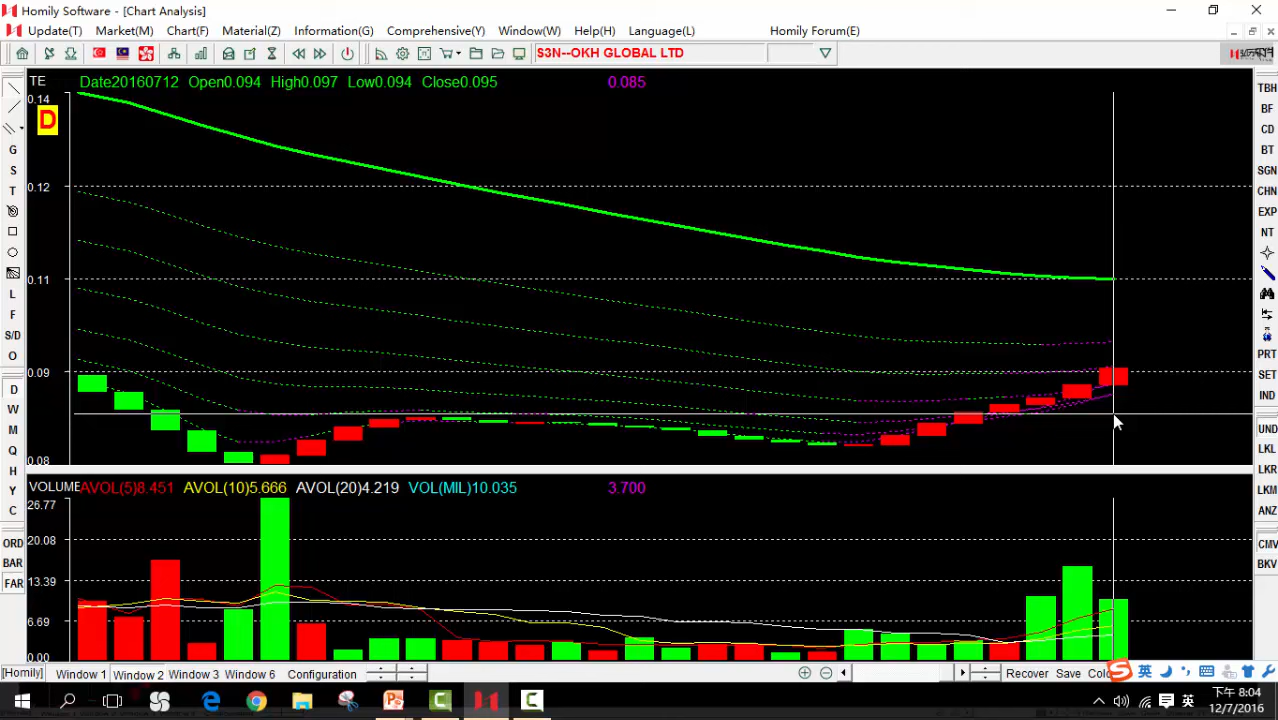 Homily Software - [Chart Analysis]
Update(T) Market(M) Chart(F) Material(Z) Information(G) Comprehensive(Y) Window(W) Help(H) Language(L) Homily Forum(E)
S3N--OKH GLOBAL LTD
TE Date20160712 Open0.094 High0.097 Low0.094 Close0.095 0.085
0.14
D
0.12
0.11
0.09
0.08
VOLUME AVOL(5)8.451 AVOL(10)5.666 AVOL(20)4.219 VOL(MIL)10.035 3.700
26.77
20.08
13.39
6.69
0.00
G
S
T
L
F
S/D
O
D
W
M
Q
H
Y
C
ORD
BAR
FAR
TBH
BF
CD
BT
SGN
CHN
EXP
NT
PRT
SET
IND
UND
LKL
LKR
LKM
ANZ
CMV
BKV
[Homily] Window 1 Window 2 Window 3 Window 6 Configuration Recover Save Colo
英
英
下午 8:04
12/7/2016